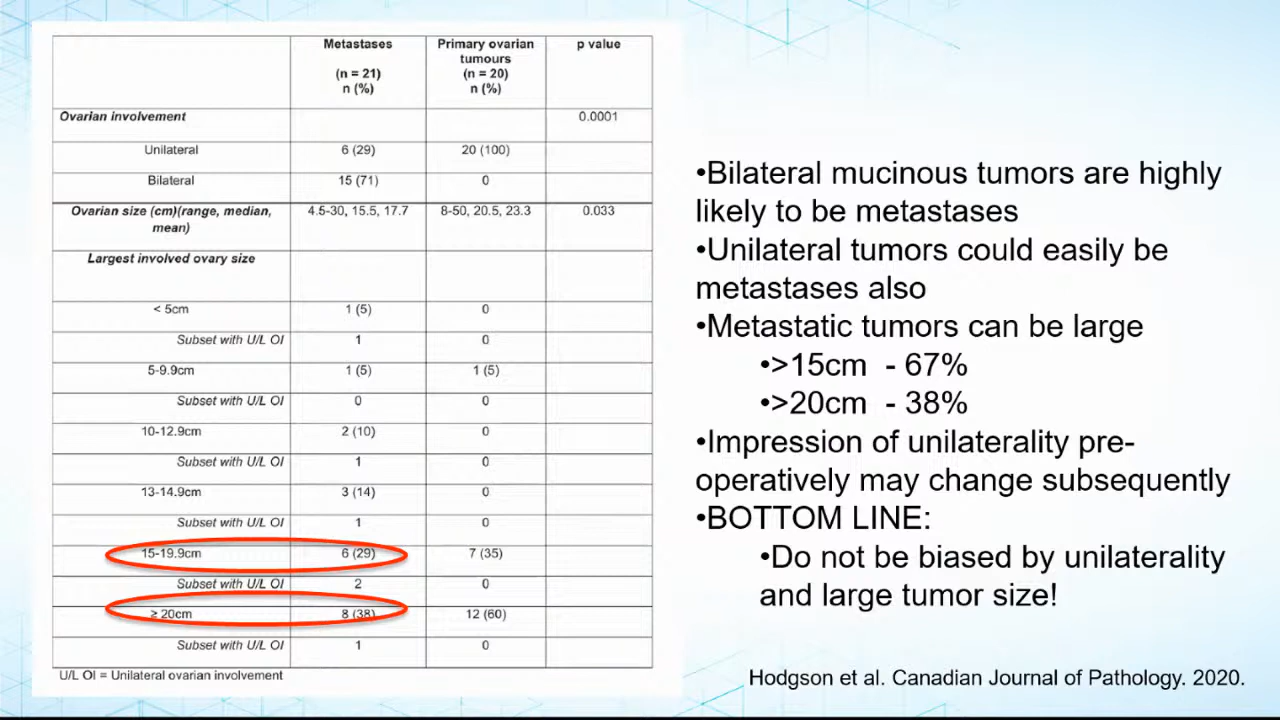 Metastases Primary ovarian p value
tumours
(n = 21) (n = 20)
n (%) n (%)
Ovarian involvement 0.0001
Unilateral 6 (29) 20 (100)
Bilateral 15 (71) 0
Ovarian size (cm)(range, median, 4.5-30, 15.5, 17.7 8-50, 20.5, 23.3 0.033
mean)
Largest involved ovary size
< 5cm 1 (5) 0
Subset with U/L OI 1 0
5-9.9cm 1 (5) 1 (5)
Subset with U/L OI 0 0
10-12.9cm 2 (10) 0
Subset with U/L OI 1 0
13-14.9cm 3 (14) 0
Subset with U/L OI 1 0
15-19.9cm 6 (29) 7 (35)
Subset with U/L OI 2 0
≥ 20cm 8 (38) 12 (60)
Subset with U/L OI 1 0
U/L OI = Unilateral ovarian involvement
•Bilateral mucinous tumors are highly
likely to be metastases
•Unilateral tumors could easily be
metastases also
•Metastatic tumors can be large
•>15cm - 67%
•>20cm - 38%
•Impression of unilaterality pre-
operatively may change subsequently
•BOTTOM LINE:
•Do not be biased by unilaterality
and large tumor size!
Hodgson et al. Canadian Journal of Pathology. 2020.